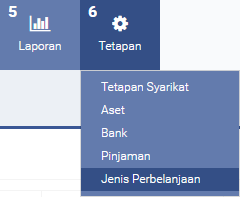 5
6
Laporan
Tetapan
Tetapan Syarikat
Aset
Bank
Pinjaman
Jenis Perbelanjaan